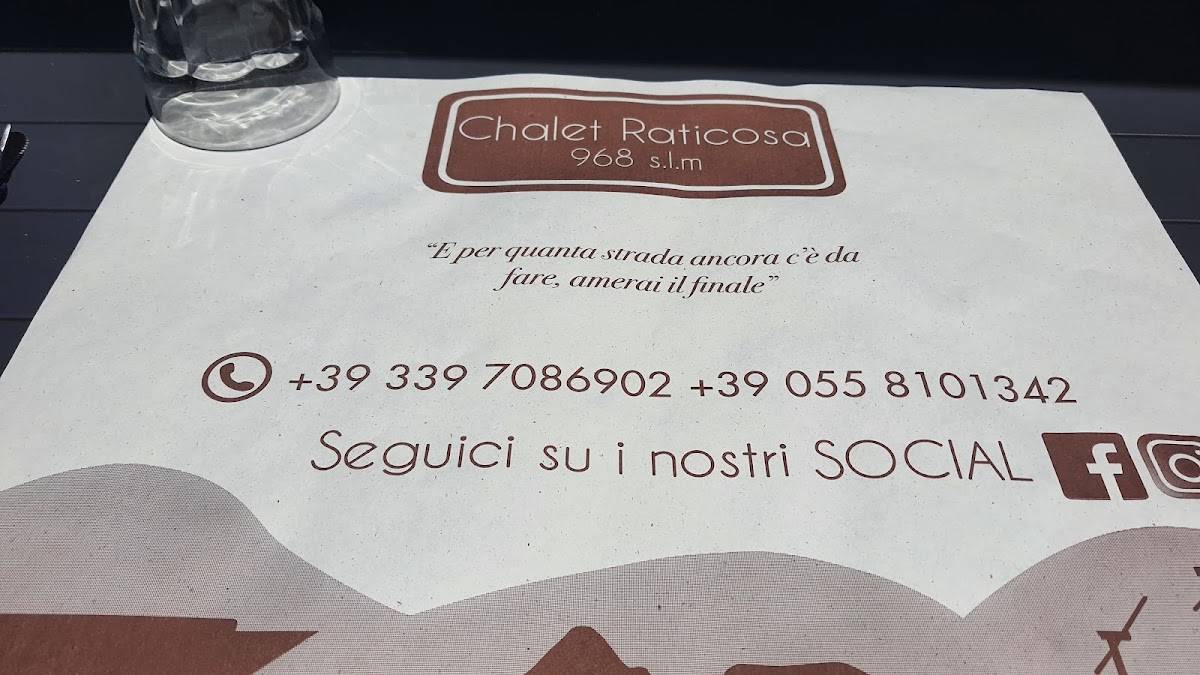 Chalet Raticosa
968 s.l.m
“E per quanta strada ancora c’è da
fare, amerai il finale”
+39 339 7086902 +39 055 8101342
Seguici su i nostri SOCIAL